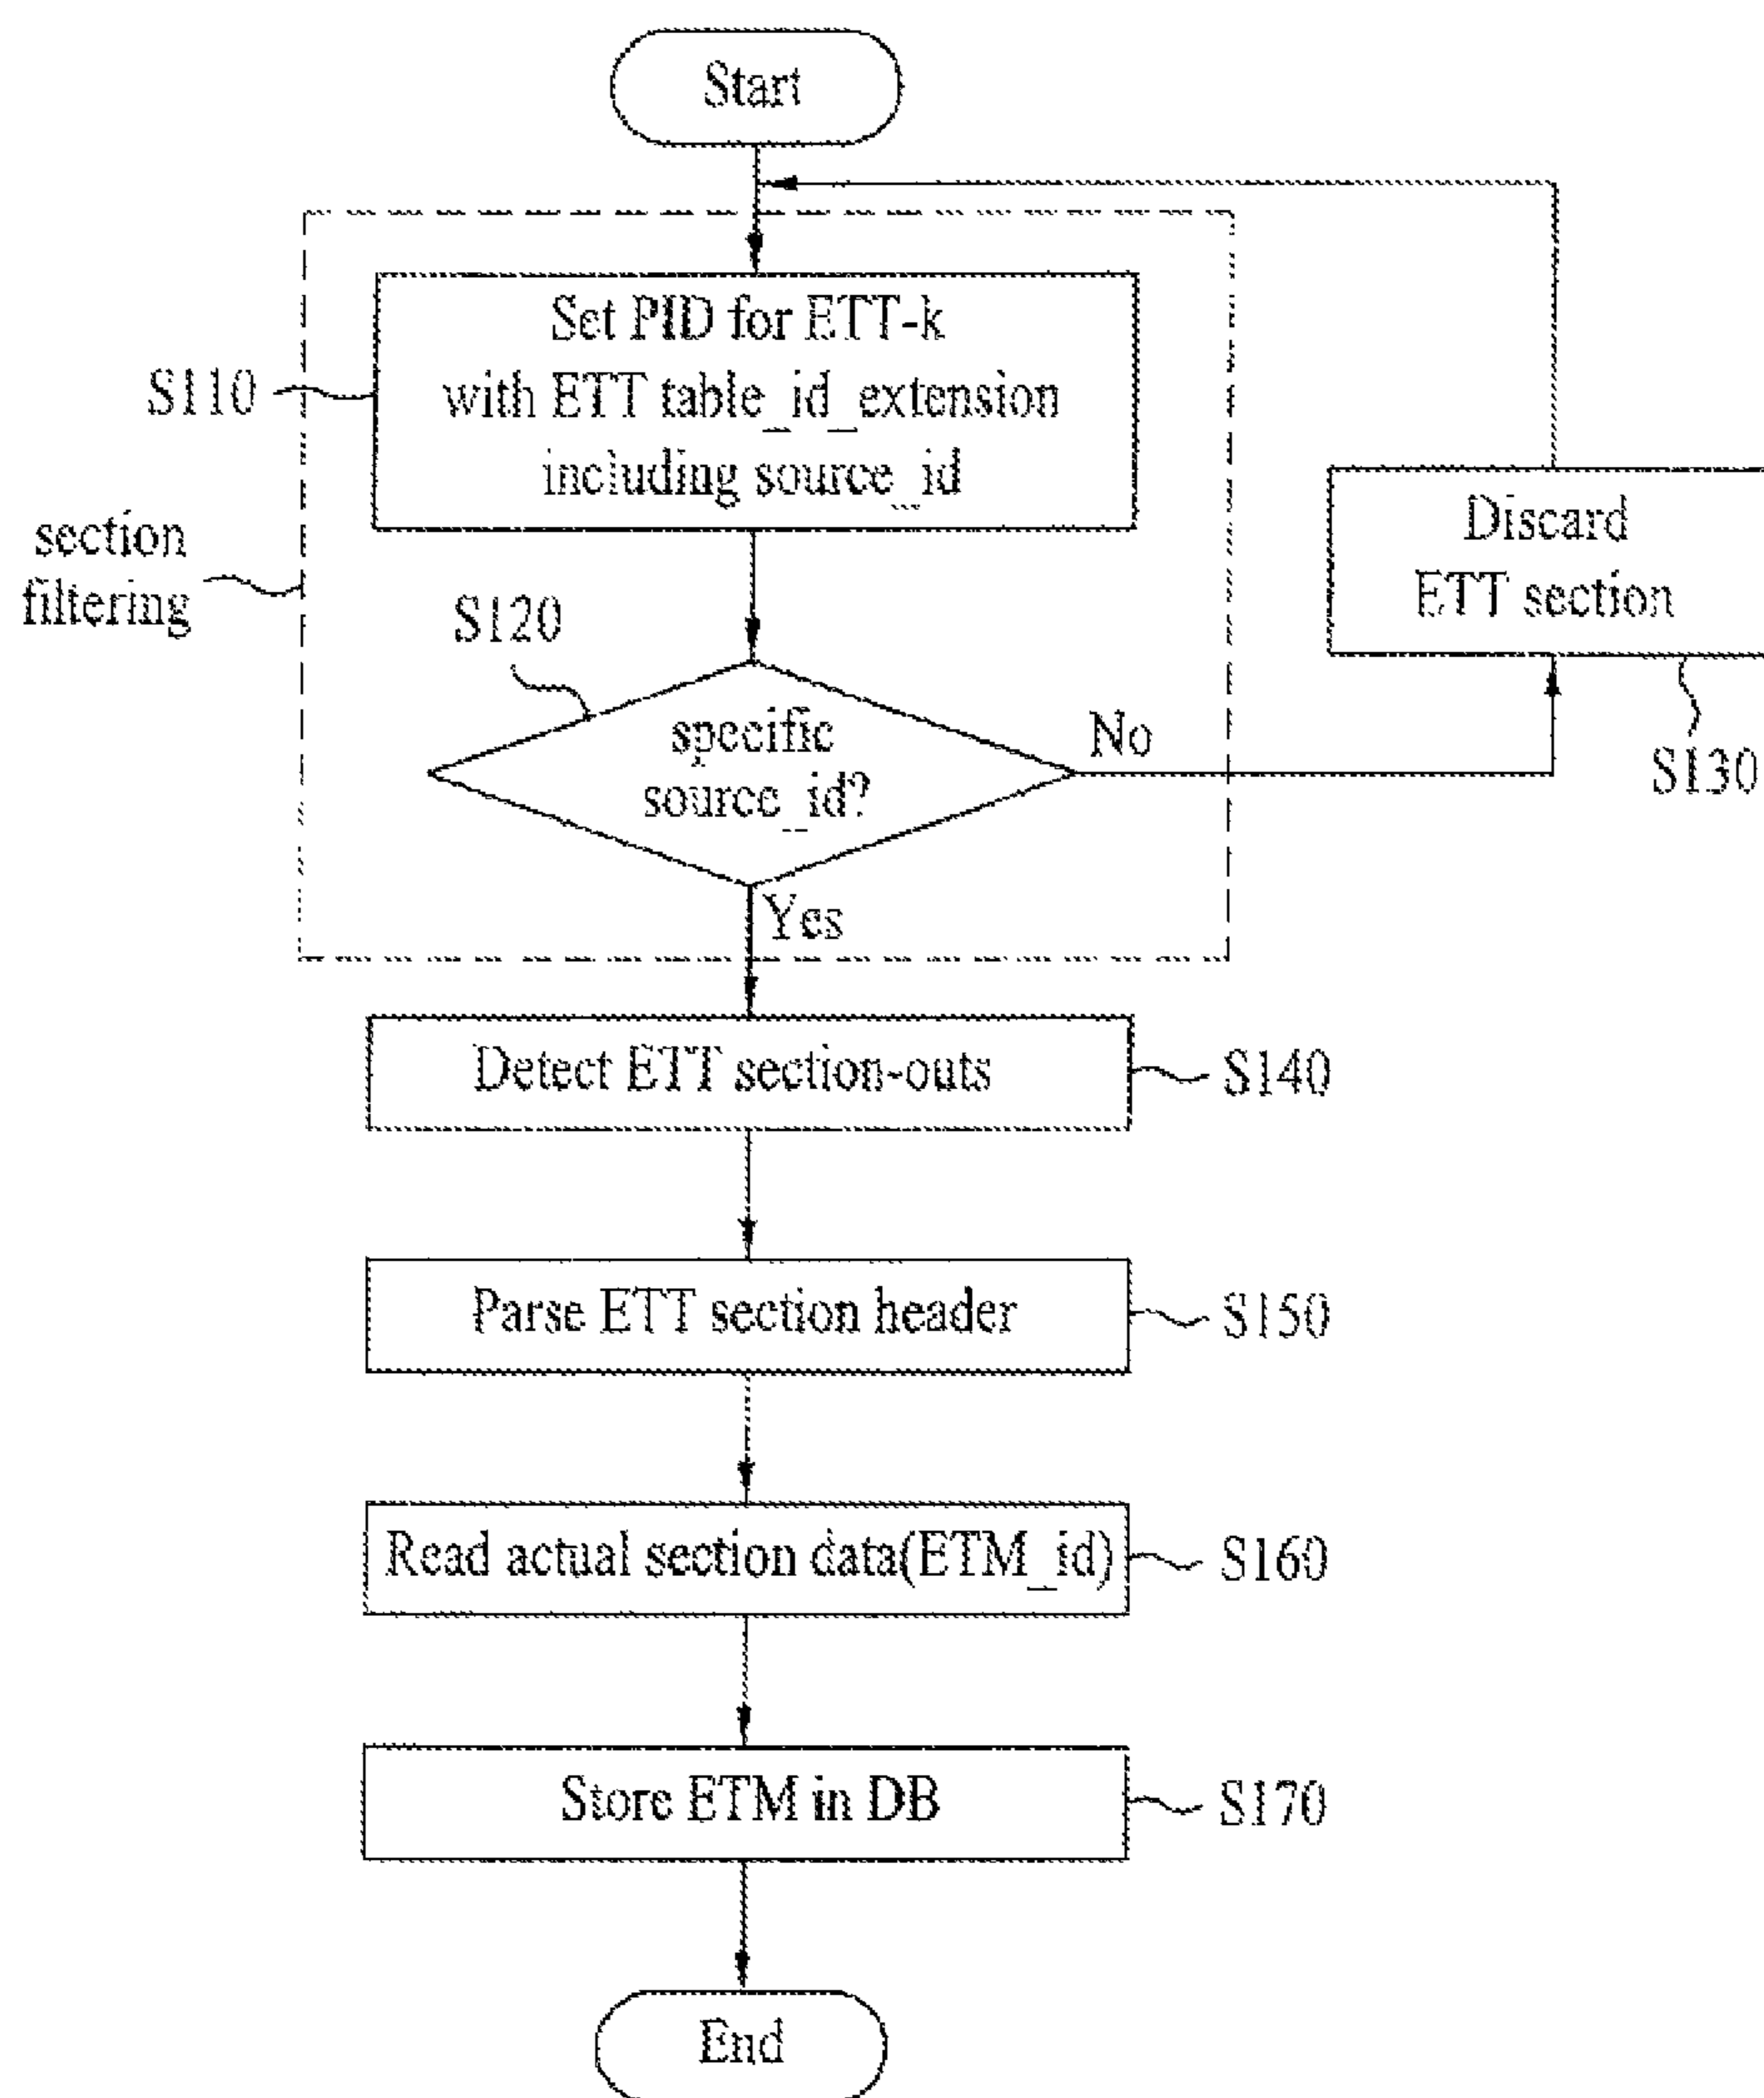 Start
Set PID for ETT-k
with ETT table_id_extension
including source_id
S110
section
filtering
S120
specific
source_id?
No
Yes
Discard
ETT section
S130
Detect ETT section-outs
S140
Parse ETT section header
S150
Read actual section data(ETM_id)
S160
Store ETM in DB
S170
End